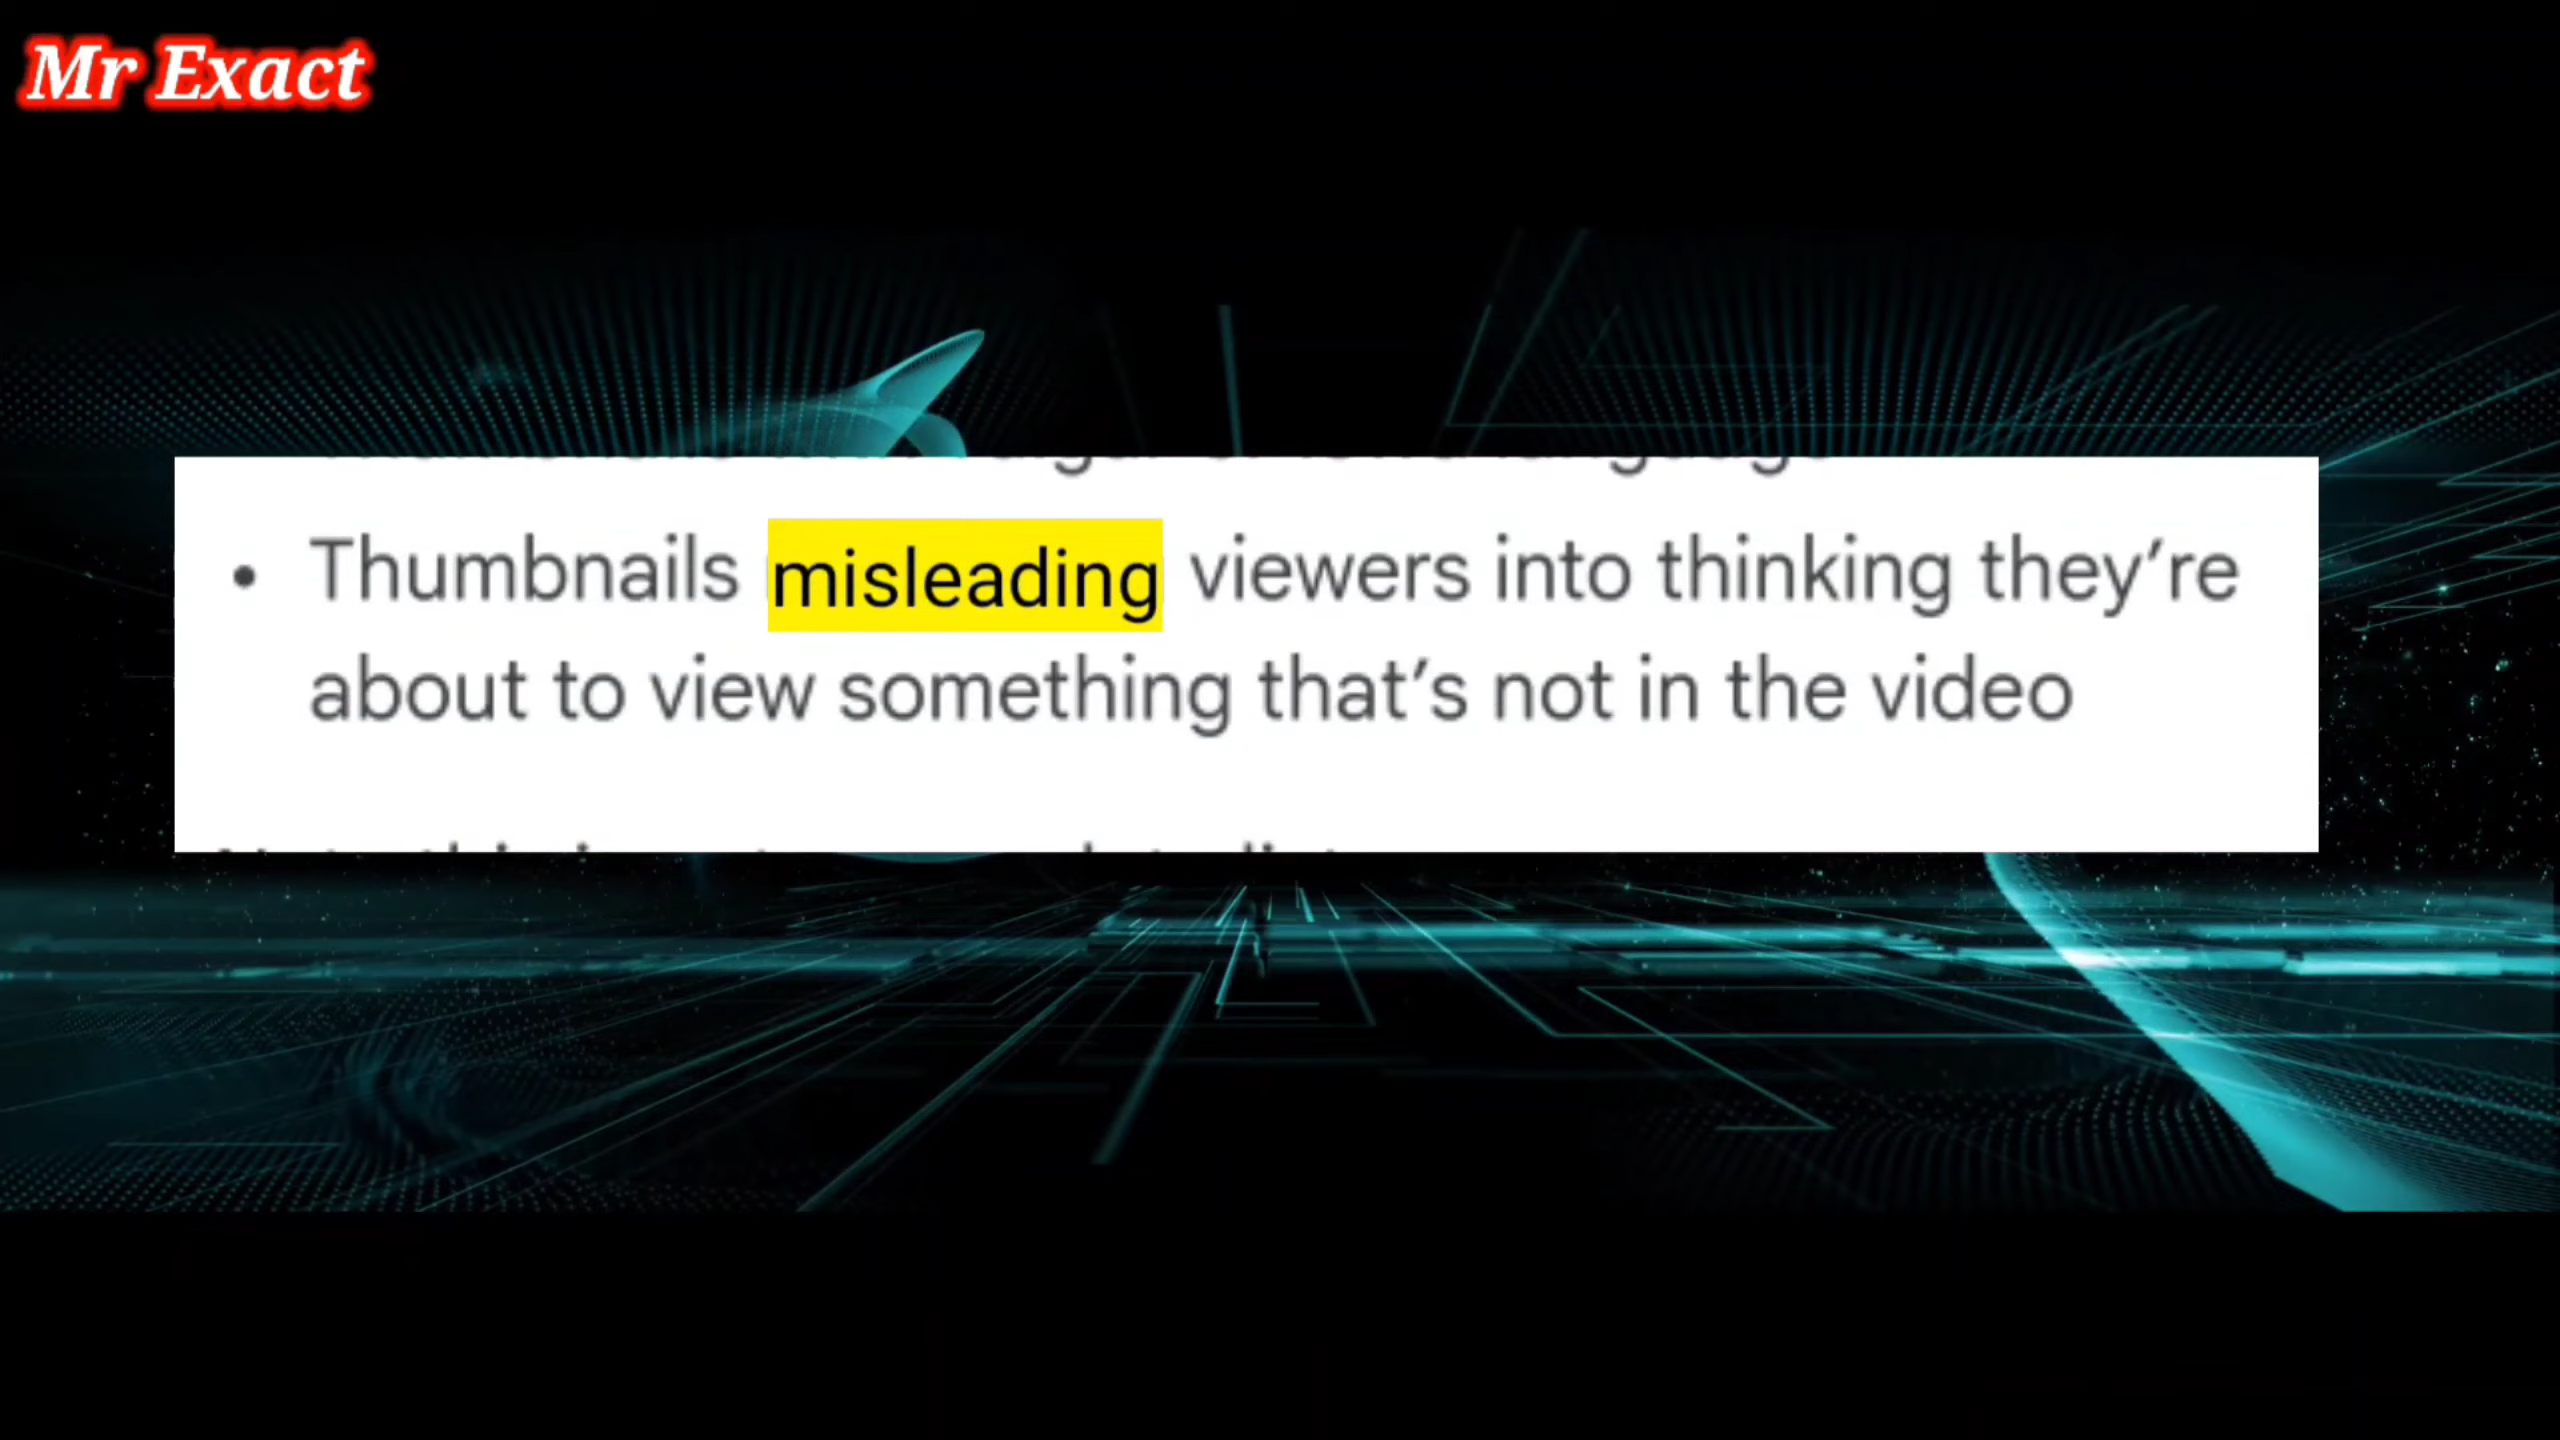 Mr Exact
• Thumbnails misleading viewers into thinking they’re
about to view something that’s not in the video